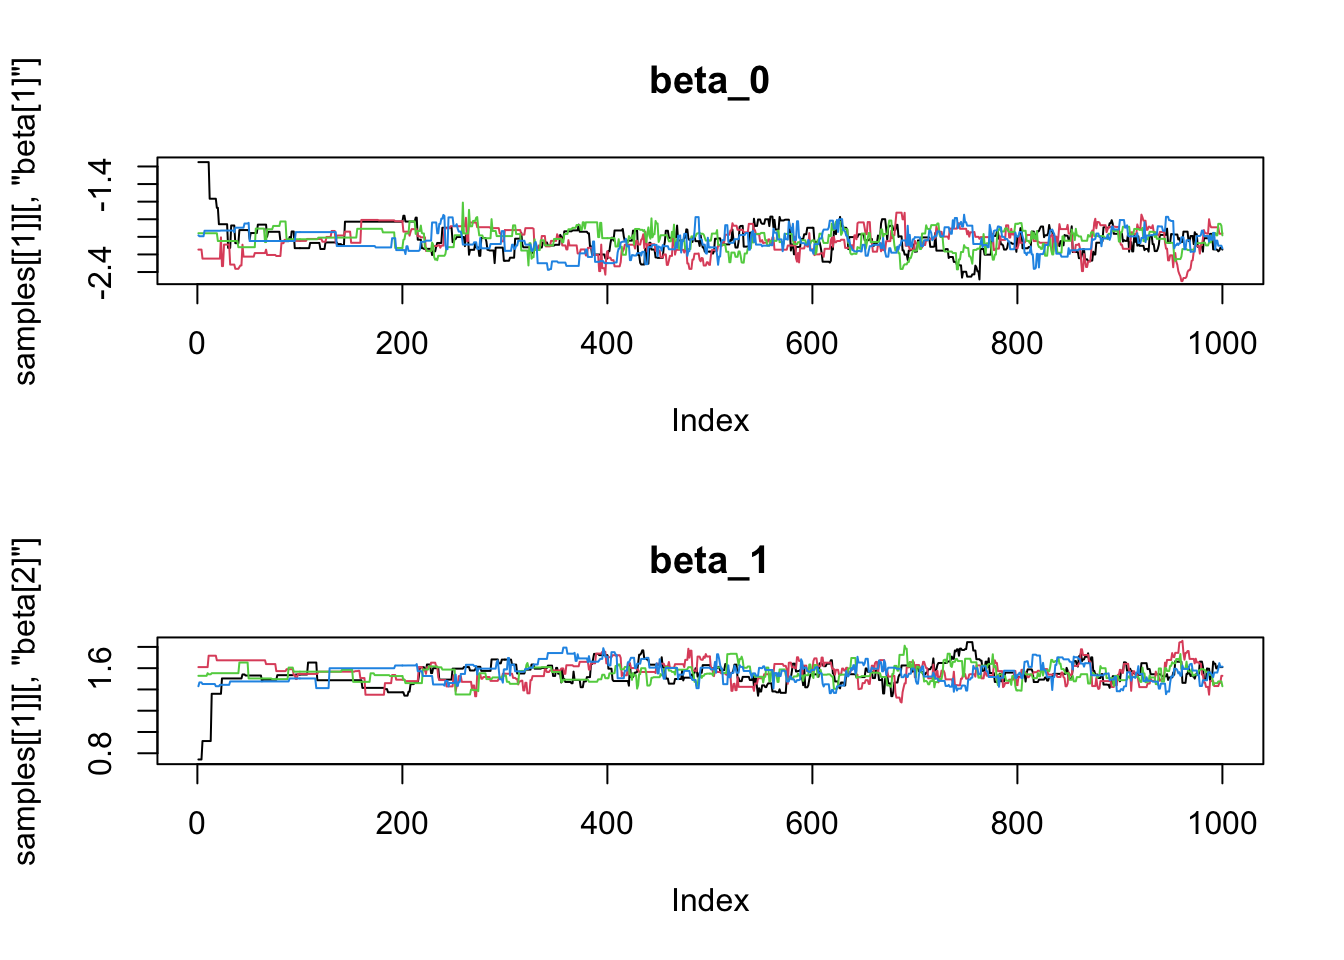 beta_0
samples[[1]][, "beta[1]"]
-1.4
-2.4
0 200 400 600 800 1000
Index
beta_1
samples[[1]][, "beta[2]"]
1.6
0.8
0 200 400 600 800 1000
Index